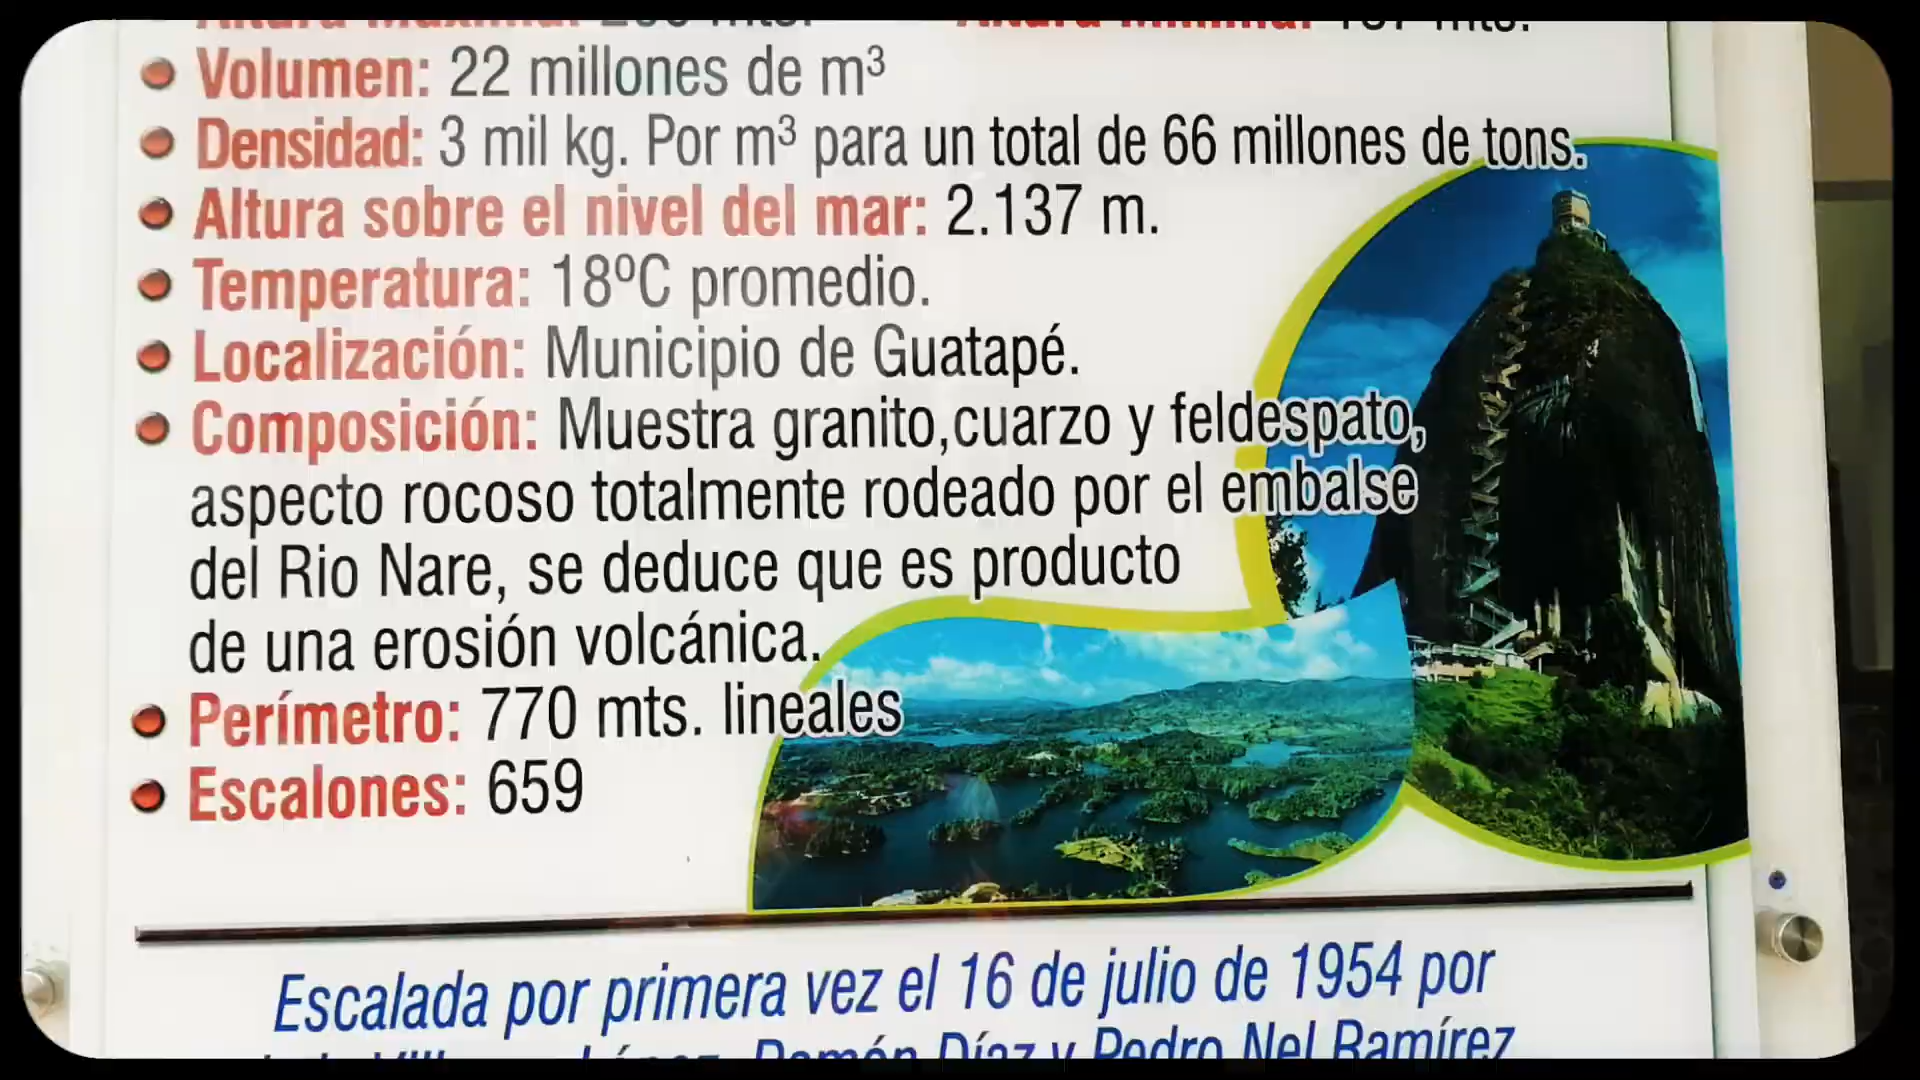 Volumen: 22 millones de m³
Densidad: 3 mil kg. Por m³ para un total de 66 millones de tons.
Altura sobre el nivel del mar: 2.137 m.
Temperatura: 18ºC promedio.
Localización: Municipio de Guatapé.
Composición: Muestra granito,cuarzo y feldespato,
aspecto rocoso totalmente rodeado por el embalse
del Rio Nare, se deduce que es producto
de una erosión volcánica.
Perímetro: 770 mts. lineales
Escalones: 659
Escalada por primera vez el 16 de julio de 1954 por
Ramón Díaz y Pedro Nel Ramírez